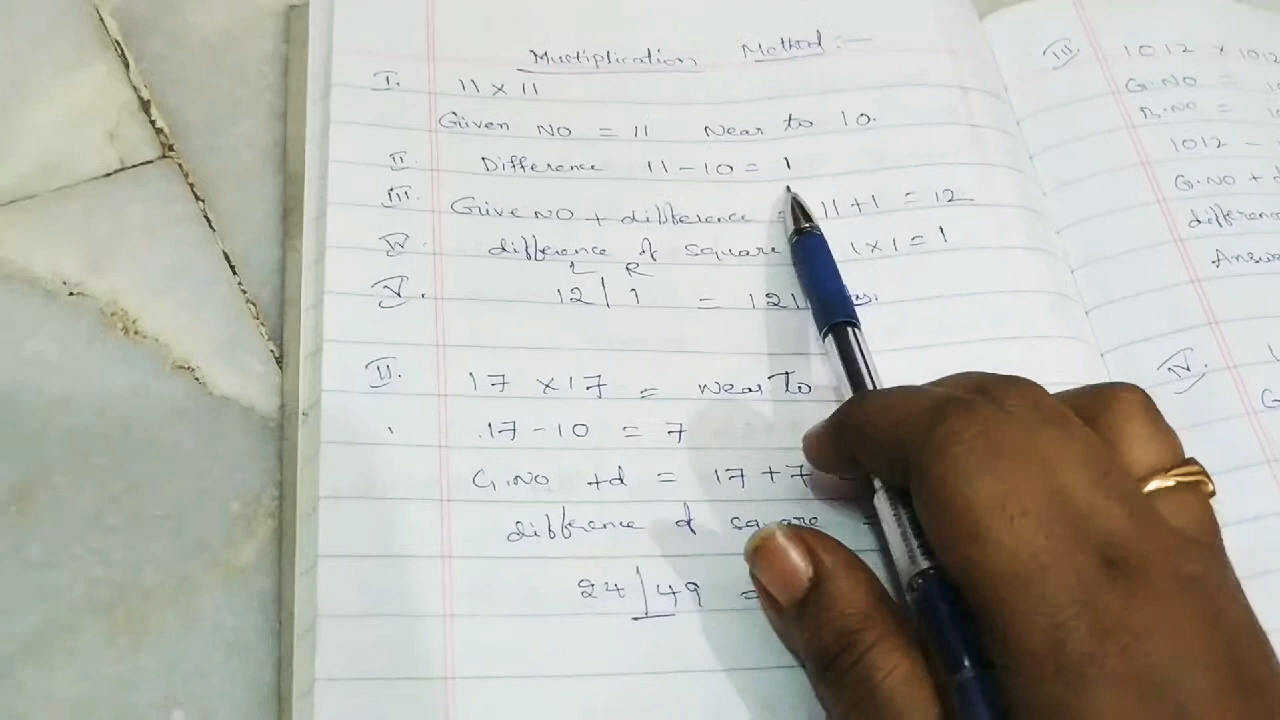 Multiplication Method :-
I. 11 x 11
Given No = 11 Near to 10.
II. Difference 11 - 10 = 1
III. Give NO + difference = 11 + 1 = 12
IV. difference of square 1 x 1 = 1
L R
V. 12 | 1 = 121
II. 17 x 17 = Near To
17 - 10 = 7
G.NO + d = 17 + 7
difference of square =
24 | 49 =
III 1012 x 1012
G.NO =
B.NO =
1012 -
G.NO +
IV.